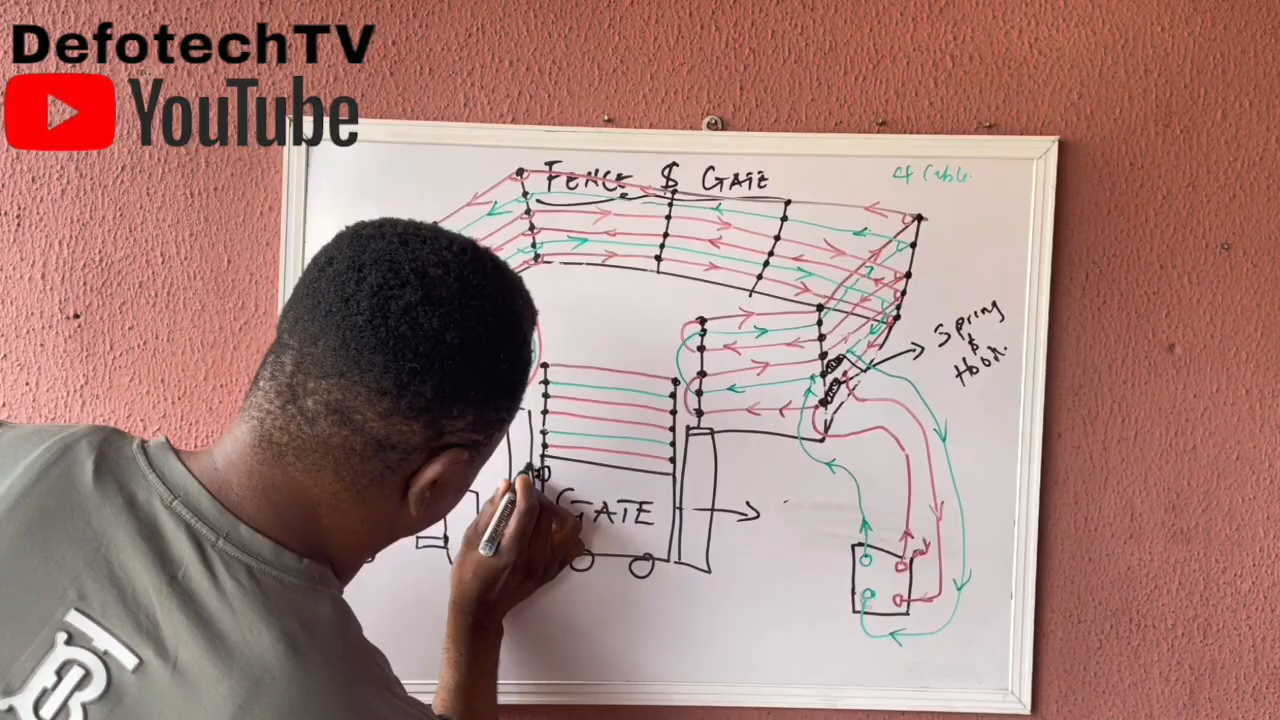 DefotechTV
YouTube
FENCE $ GATE
4 Cable.
Spring
&
Hook.
GATE